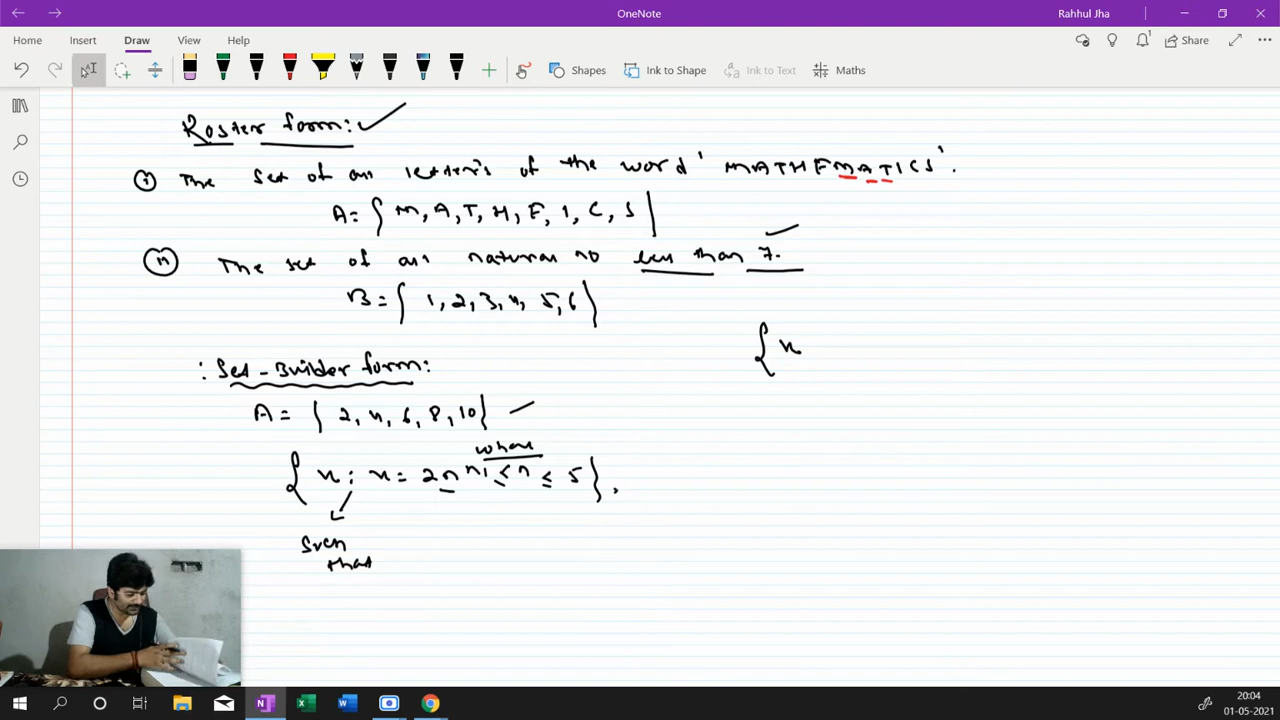 OneNote
Rahhul Jha
Home Insert Draw View Help
Share
Shapes Ink to Shape Ink to Text Maths
Roster form:
The set of all letters of the word 'MATHEMATICS'.
A = { M, A, T, H, E, I, C, S }
(ii) The set of all natural no less than 7.
B = { 1, 2, 3, 4, 5, 6 }
{ x
: Set-Builder form:
A = { 2, 4, 6, 8, 10 }
where
{ x : x = 2n 1 ≤ n ≤ 5 },
Such
that
20:04
01-05-2021